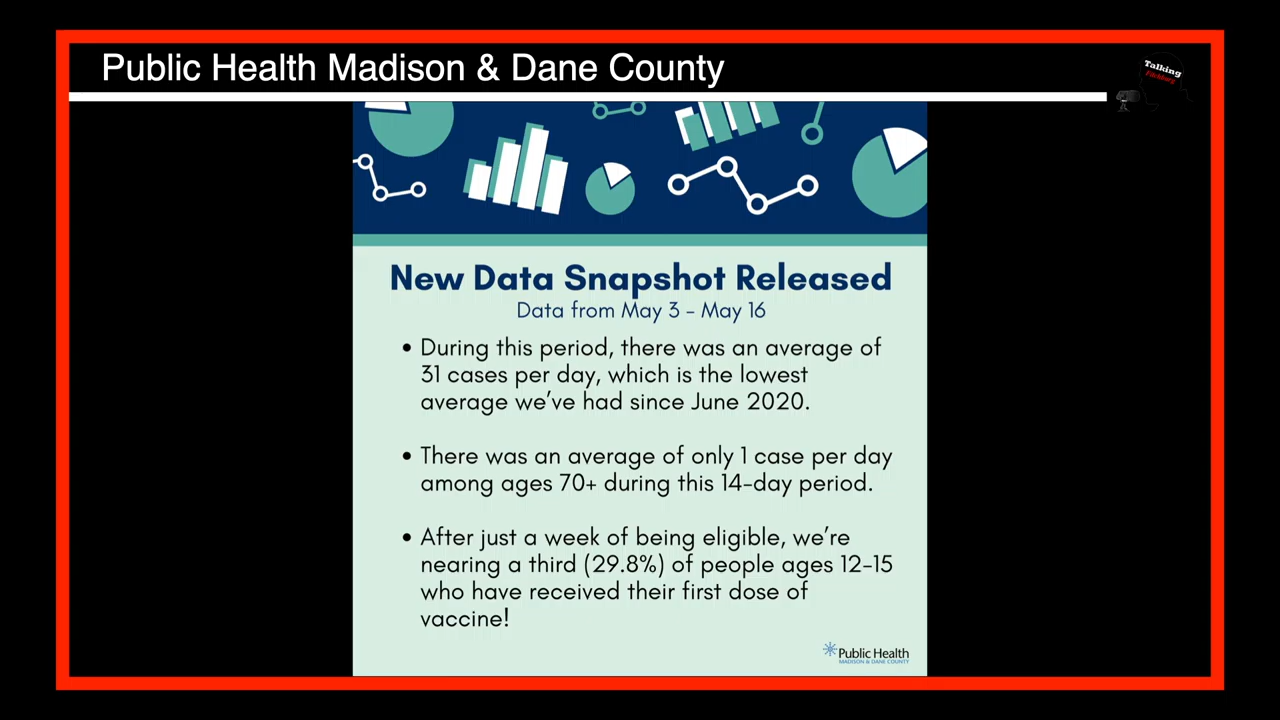 Public Health Madison & Dane County
Talking
Fitchburg
New Data Snapshot Released
Data from May 3 - May 16
• During this period, there was an average of
31 cases per day, which is the lowest
average we've had since June 2020.
• There was an average of only 1 case per day
among ages 70+ during this 14-day period.
• After just a week of being eligible, we're
nearing a third (29.8%) of people ages 12-15
who have received their first dose of
vaccine!
Public Health
MADISON & DANE COUNTY